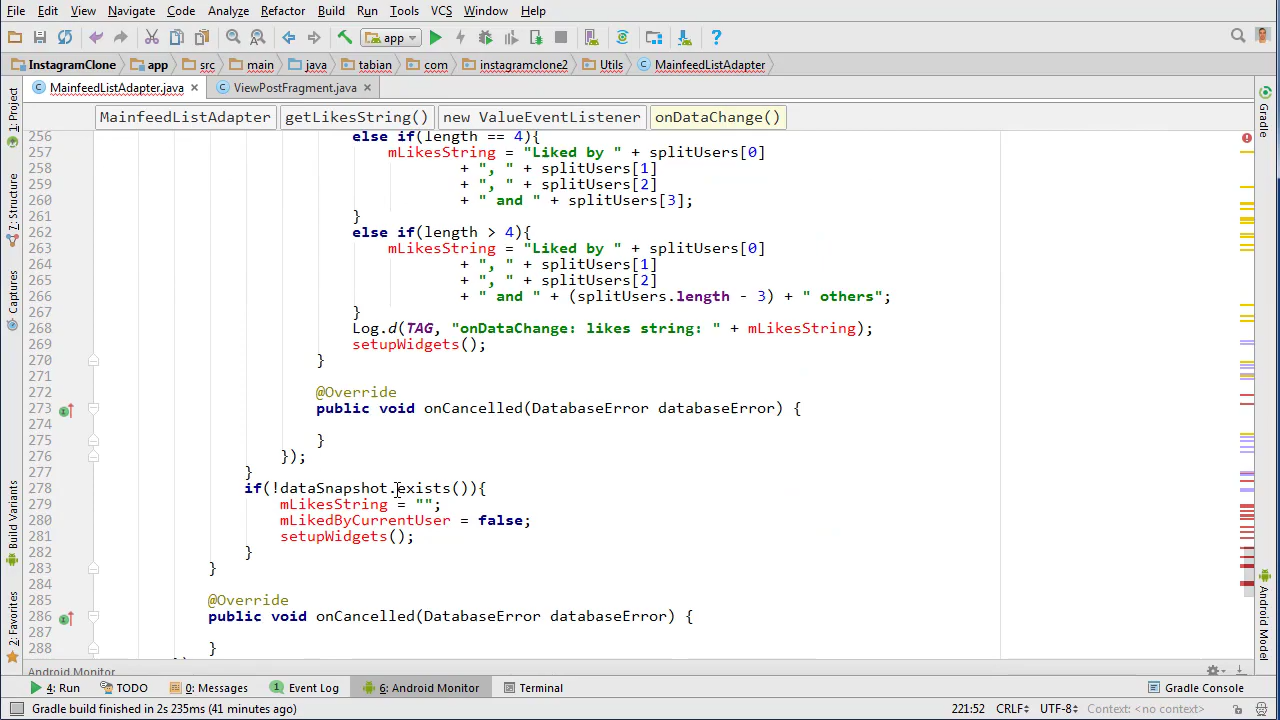 File Edit View Navigate Code Analyze Refactor Build Run Tools VCS Window Help
app
InstagramClone app src main java tabian com instagramclone2 Utils MainfeedListAdapter
MainfeedListAdapter.java ViewPostFragment.java
MainfeedListAdapter getLikesString() new ValueEventListener onDataChange()
1: Project
7: Structure
Captures
Build Variants
2: Favorites
256 else if(length == 4){
257 mLikesString = "Liked by " + splitUsers[0]
258 + ", " + splitUsers[1]
259 + ", " + splitUsers[2]
260 + " and " + splitUsers[3];
261 }
262 else if(length > 4){
263 mLikesString = "Liked by " + splitUsers[0]
264 + ", " + splitUsers[1]
265 + ", " + splitUsers[2]
266 + " and " + (splitUsers.length - 3) + " others";
267 }
268 Log.d(TAG, "onDataChange: likes string: " + mLikesString);
269 setupWidgets();
270 }
271
272 @Override
273 public void onCancelled(DatabaseError databaseError) {
274
275 }
276 });
277 }
278 if(!dataSnapshot.exists()){
279 mLikesString = "";
280 mLikedByCurrentUser = false;
281 setupWidgets();
282 }
283 }
284
285 @Override
286 public void onCancelled(DatabaseError databaseError) {
287
288 }
Gradle
Android Model
Android Monitor
4: Run TODO 0: Messages 1 Event Log 6: Android Monitor Terminal Gradle Console
Gradle build finished in 2s 235ms (41 minutes ago) 221:52 CRLF UTF-8 Context: <no context>